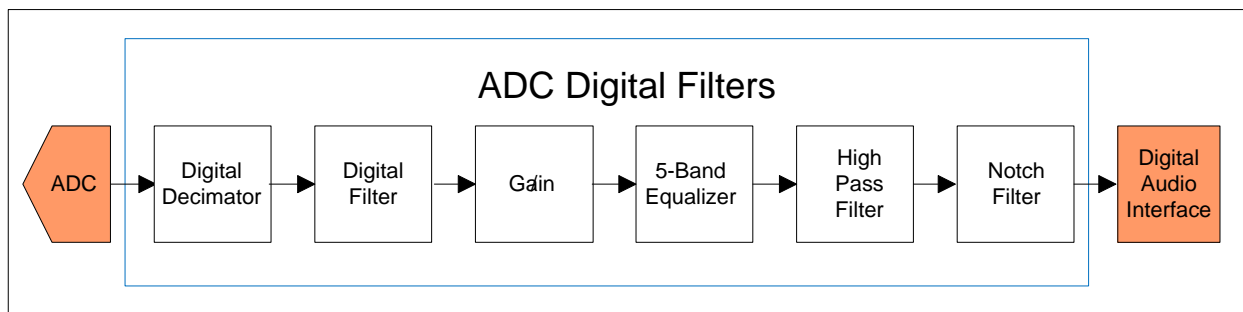 ADC Digital Filters
ADC
Digital
Decimator
Digital
Filter
Gain
5-Band
Equalizer
High
Pass
Filter
Notch
Filter
Digital
Audio
Interface